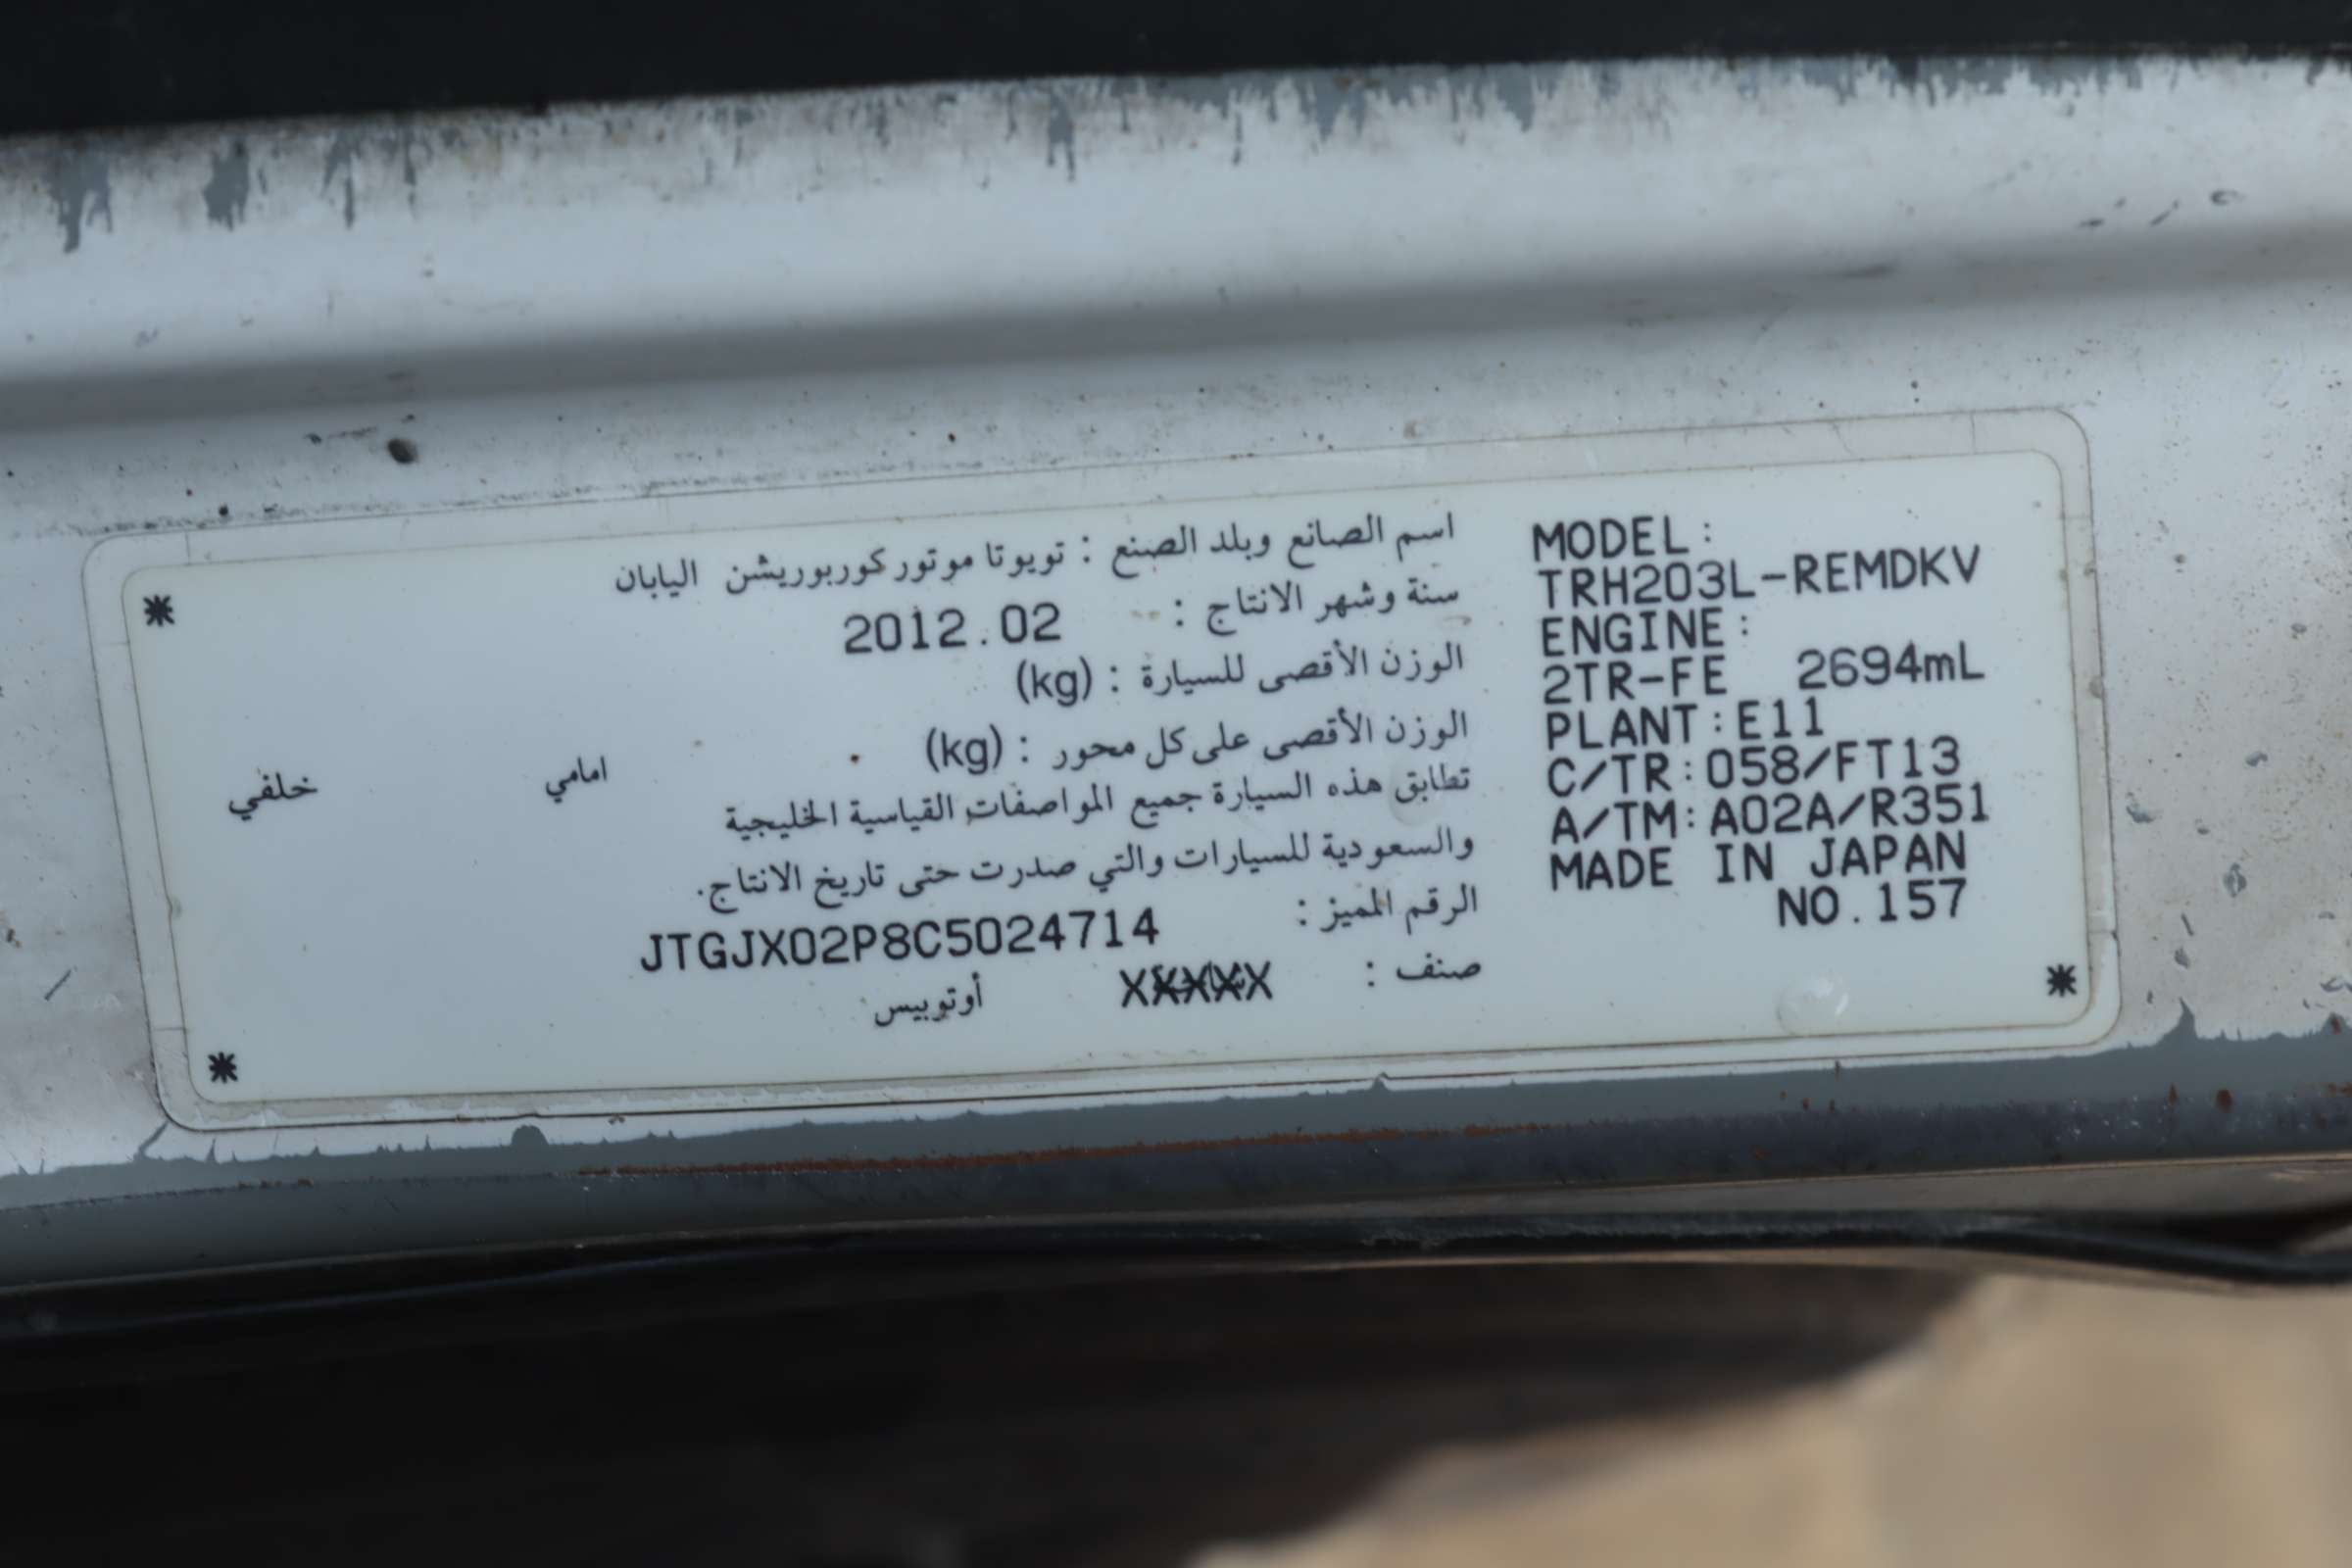 اسم الصانع وبلد الصنع : تويوتا موتور كوربوريشن اليابان
سنة وشهر الانتاج : 2012.02
الوزن الأقصى للسيارة : (kg)
الوزن الأقصى على كل محور : (kg) امامي خلفي
تطابق هذه السيارة جميع المواصفات القياسية الخليجية
والسعودية للسيارات والتي صدرت حتى تاريخ الانتاج.
الرقم المميز : JTGJX02P8C5024714
صنف : XXXXX أوتوبيس
MODEL:
TRH203L-REMDKV
ENGINE:
2TR-FE 2694mL
PLANT:E11
C/TR:058/FT13
A/TM:A02A/R351
MADE IN JAPAN
NO.157